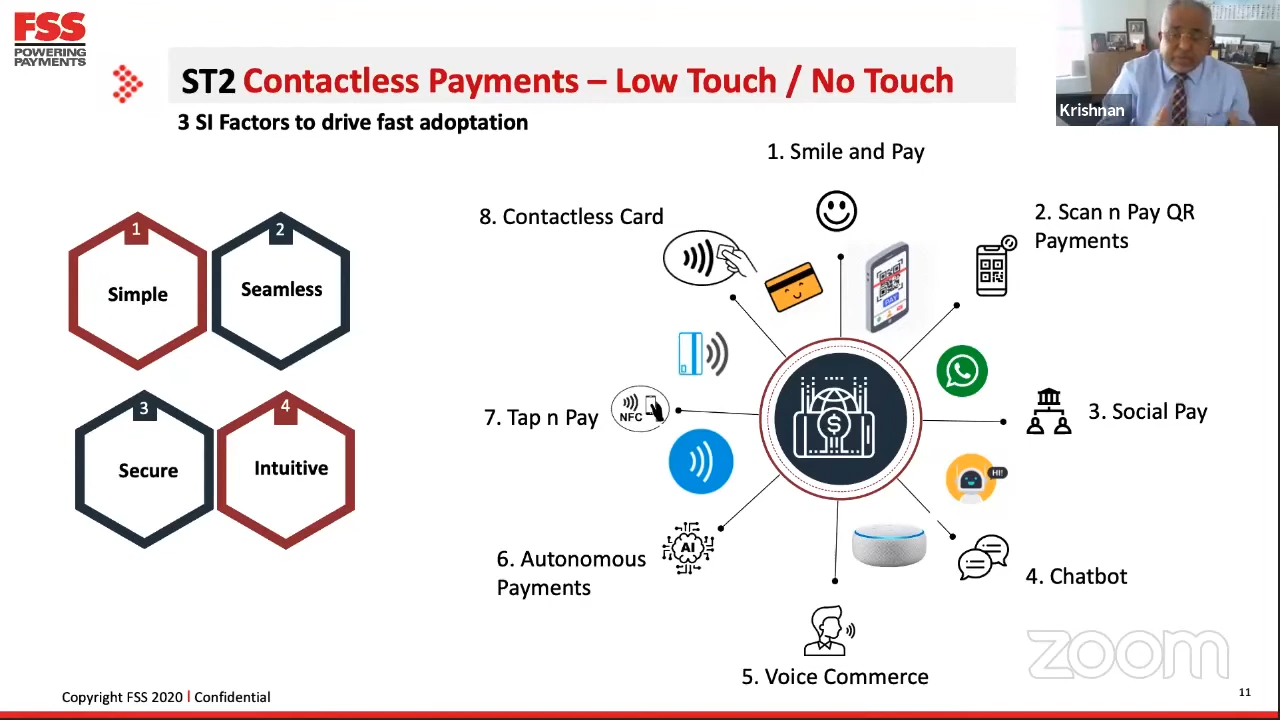 FSS
POWERING
PAYMENTS
ST2 Contactless Payments – Low Touch / No Touch
3 SI Factors to drive fast adoptation
Krishnan
1
Simple
2
Seamless
3
Secure
4
Intuitive
1. Smile and Pay
2. Scan n Pay QR
Payments
3. Social Pay
4. Chatbot
5. Voice Commerce
6. Autonomous
Payments
7. Tap n Pay
8. Contactless Card
PAY
NFC
AI
HI!
$
zoom
Copyright FSS 2020 I Confidential
11